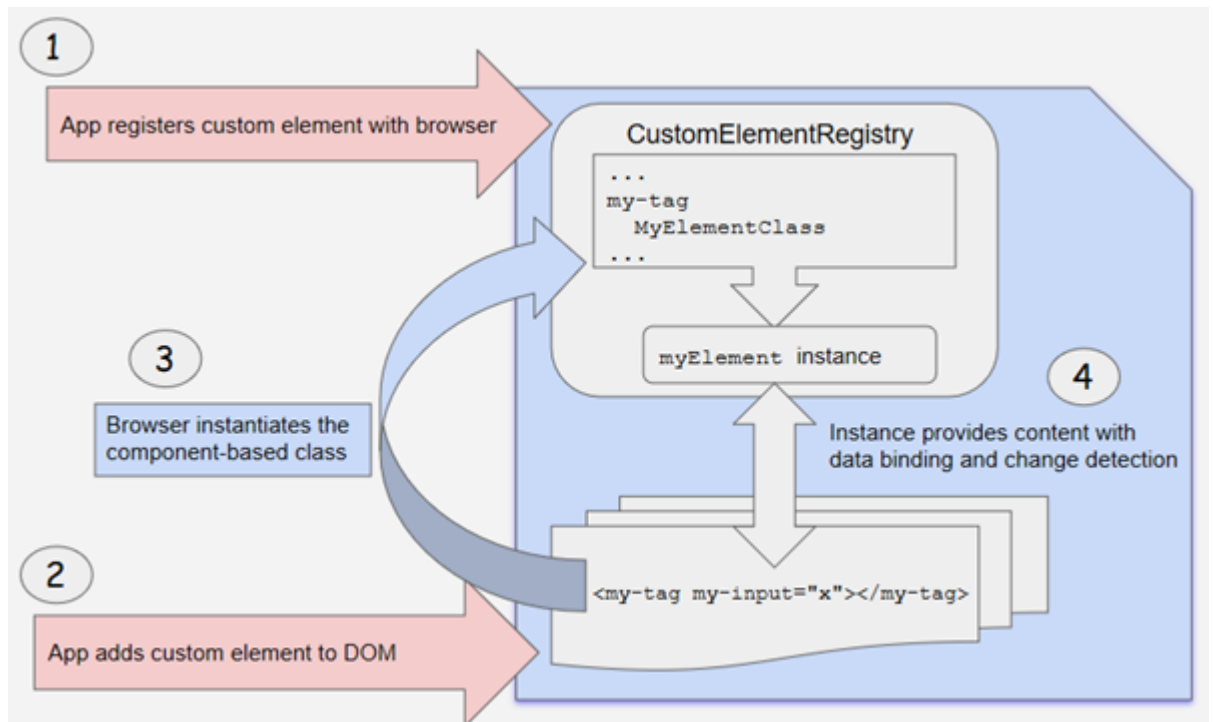 1
App registers custom element with browser
CustomElementRegistry
...
my-tag
MyElementClass
...
myElement instance
3
Browser instantiates the
component-based class
4
Instance provides content with
data binding and change detection
2
<my-tag my-input="x"></my-tag>
App adds custom element to DOM